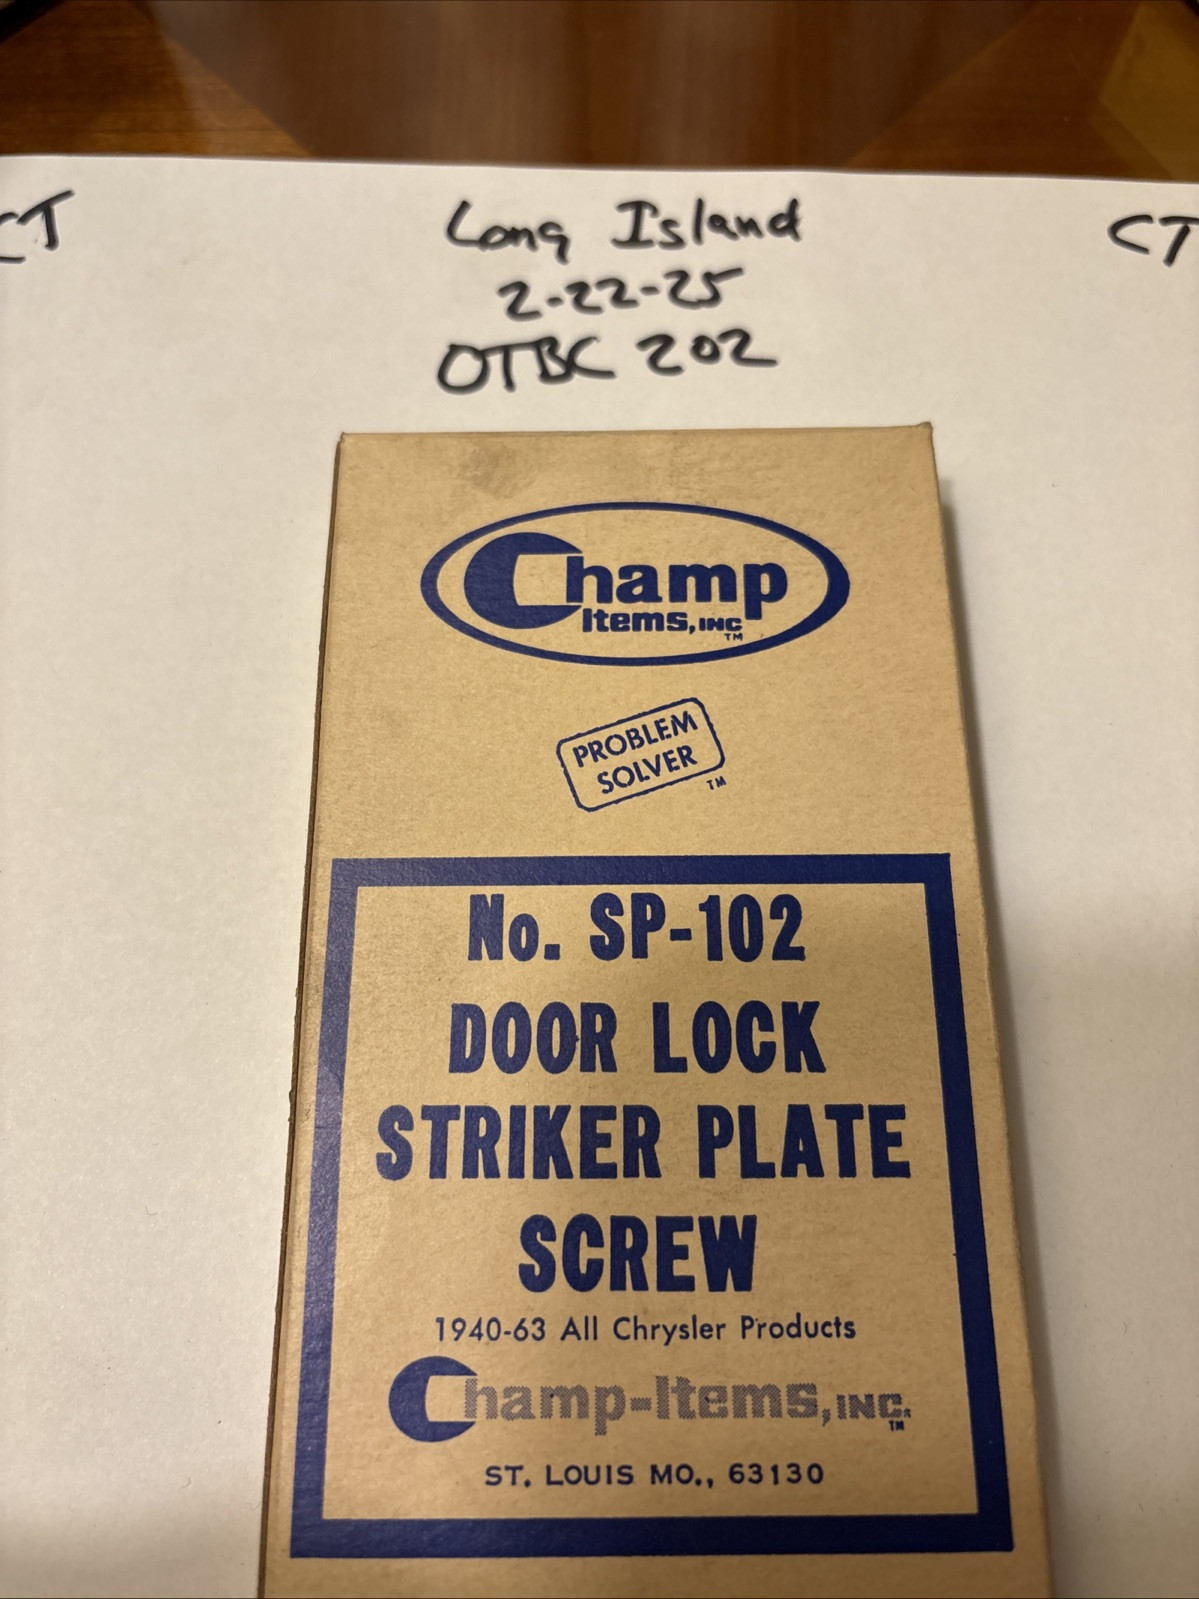 CT Long Island CT
2-22-25
OTBC 202
Champ
Items, INC
TM
PROBLEM
SOLVER
TM
No. SP-102
DOOR LOCK
STRIKER PLATE
SCREW
1940-63 All Chrysler Products
Champ-Items, INC.
TM
ST. LOUIS MO., 63130